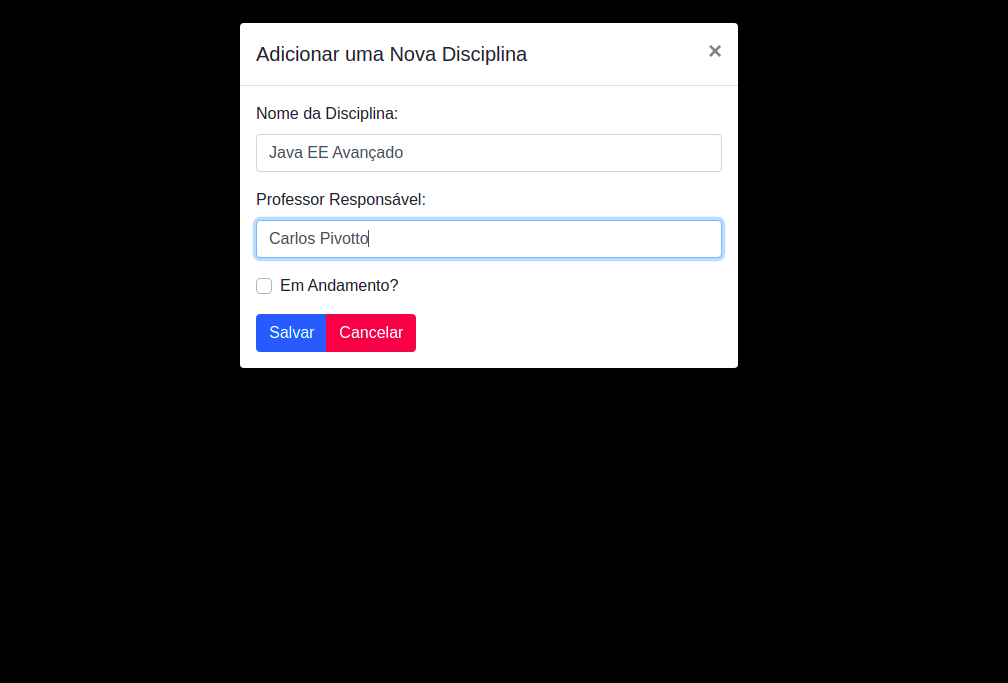 Adicionar uma Nova Disciplina ×
Nome da Disciplina:
Java EE Avançado
Professor Responsável:
Carlos Pivotto
Em Andamento?
Salvar Cancelar